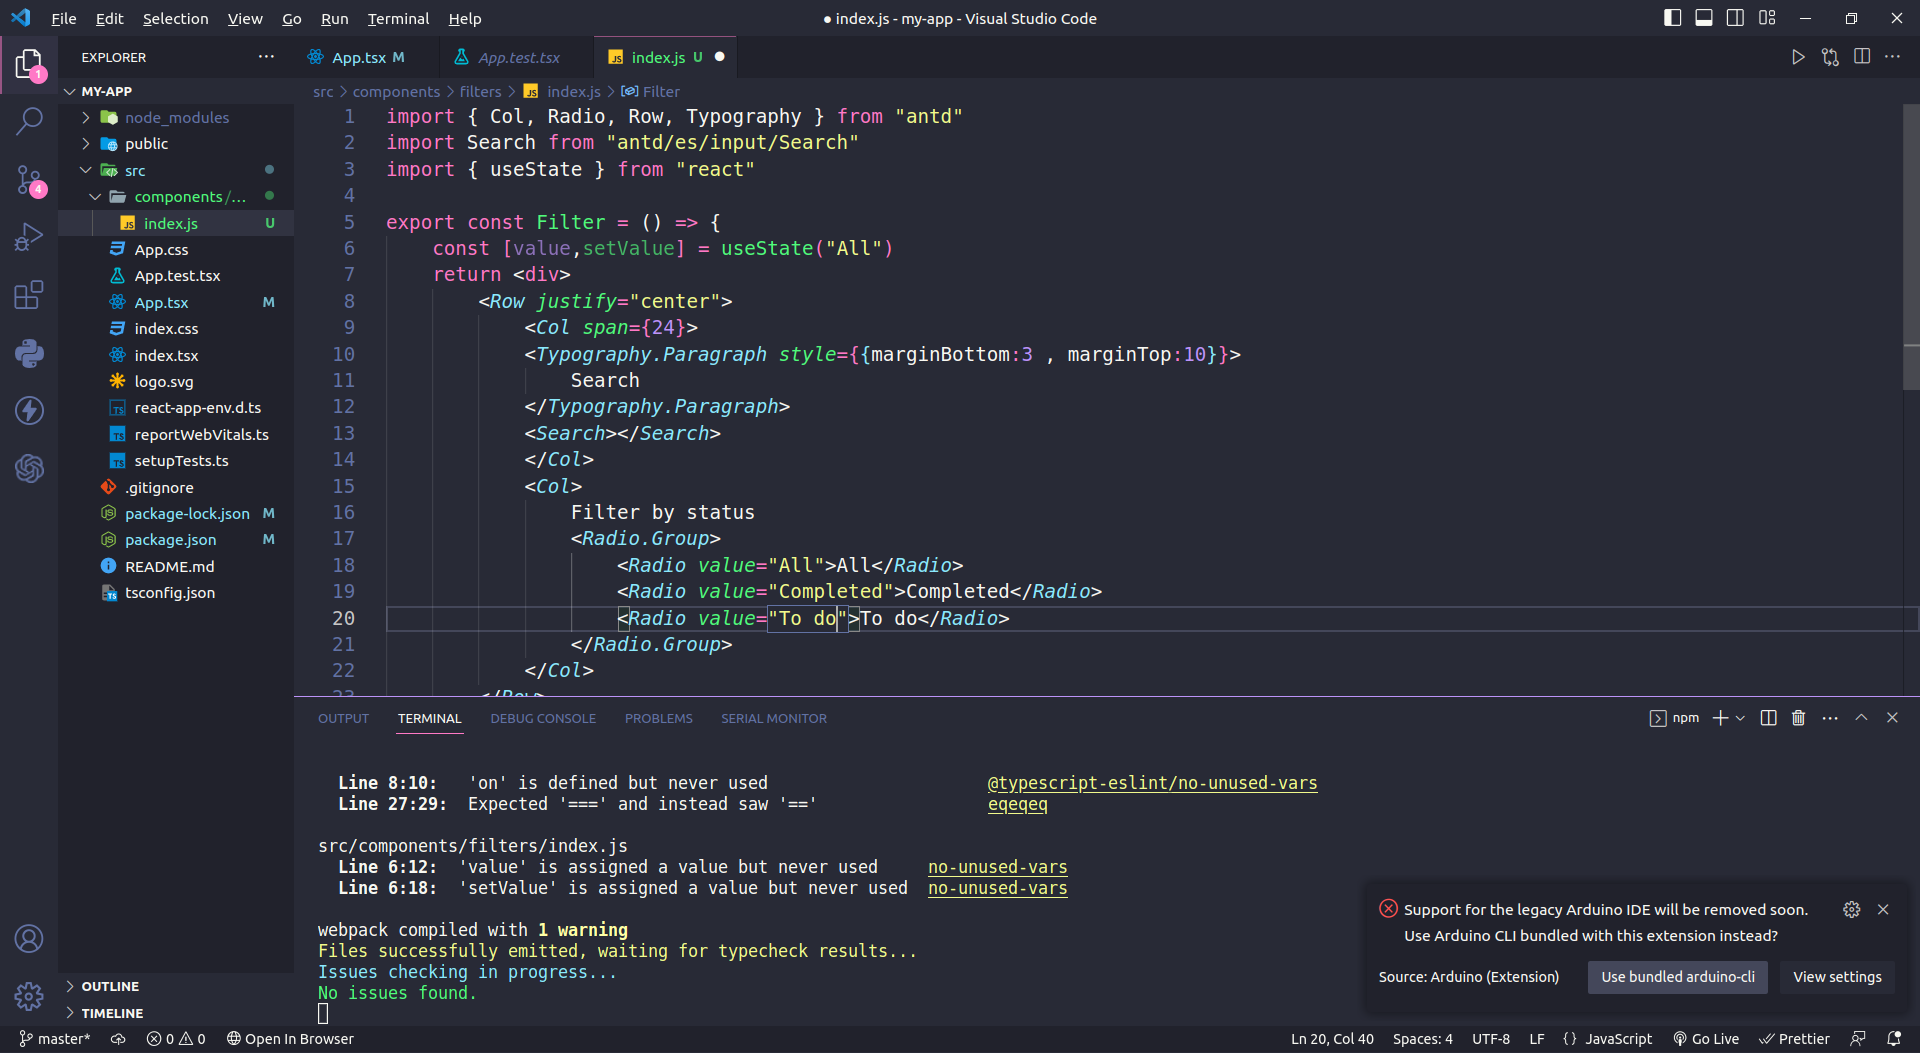 File Edit Selection View Go Run Terminal Help
● index.js - my-app - Visual Studio Code
EXPLORER ···
App.tsx M
App.test.tsx
index.js U ●
src > components > filters > index.js > Filter
1
4
MY-APP
node_modules
public
src
components/...
index.js U
App.css
App.test.tsx
App.tsx M
index.css
index.tsx
logo.svg
react-app-env.d.ts
reportWebVitals.ts
setupTests.ts
.gitignore
package-lock.json M
package.json M
README.md
tsconfig.json
OUTLINE
TIMELINE
1 import { Col, Radio, Row, Typography } from "antd"
2 import Search from "antd/es/input/Search"
3 import { useState } from "react"
4
5 export const Filter = () => {
6 const [value,setValue] = useState("All")
7 return <div>
8 <Row justify="center">
9 <Col span={24}>
10 <Typography.Paragraph style={{marginBottom:3 , marginTop:10}}>
11 Search
12 </Typography.Paragraph>
13 <Search></Search>
14 </Col>
15 <Col>
16 Filter by status
17 <Radio.Group>
18 <Radio value="All">All</Radio>
19 <Radio value="Completed">Completed</Radio>
20 <Radio value="To do">To do</Radio>
21 </Radio.Group>
22 </Col>
23 </Row>
OUTPUT TERMINAL DEBUG CONSOLE PROBLEMS SERIAL MONITOR
npm
Line 8:10: 'on' is defined but never used @typescript-eslint/no-unused-vars
Line 27:29: Expected '===' and instead saw '==' eqeqeq
src/components/filters/index.js
Line 6:12: 'value' is assigned a value but never used no-unused-vars
Line 6:18: 'setValue' is assigned a value but never used no-unused-vars
webpack compiled with 1 warning
Files successfully emitted, waiting for typecheck results...
Issues checking in progress...
No issues found.
Support for the legacy Arduino IDE will be removed soon.
Use Arduino CLI bundled with this extension instead?
Source: Arduino (Extension)
Use bundled arduino-cli
View settings
master* 0 0 Open In Browser
Ln 20, Col 40 Spaces: 4 UTF-8 LF {} JavaScript Go Live Prettier